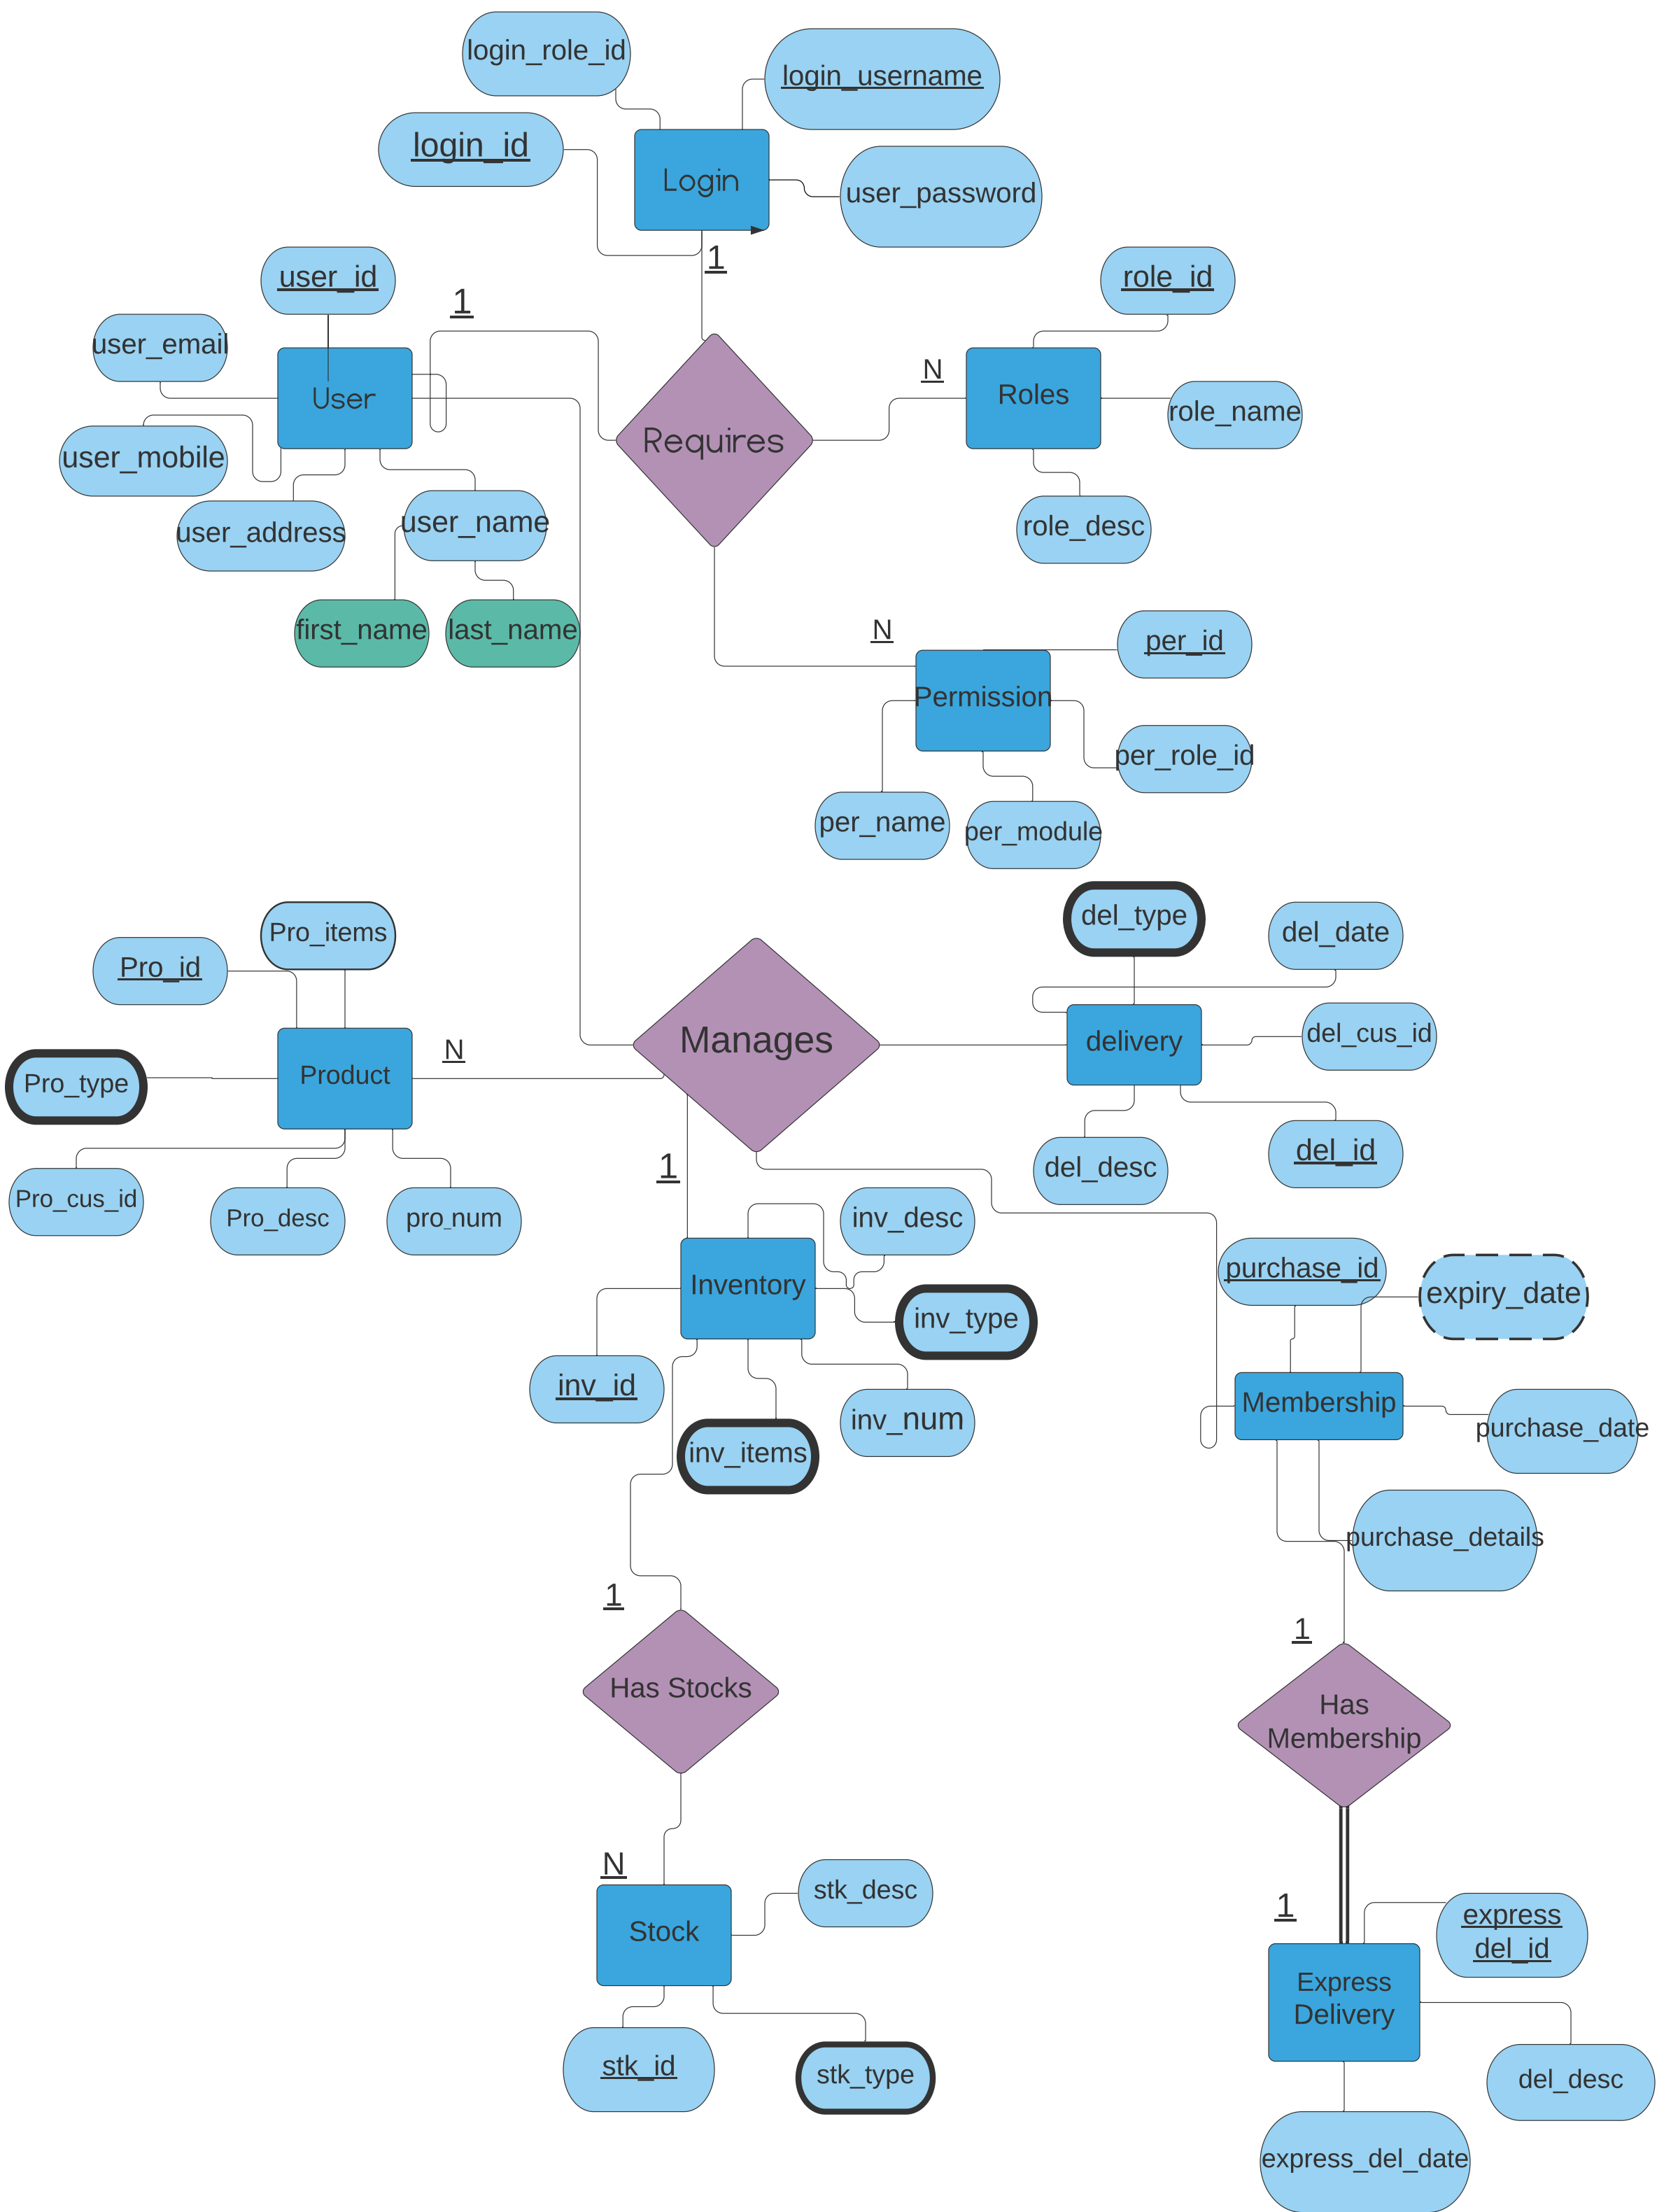 login_role_id
login_username
login_id
Login
user_password
1
user_id
1
role_id
user_email
User
N
Roles
role_name
Requires
user_mobile
user_address
user_name
role_desc
first_name
last_name
N
per_id
Permission
per_role_id
per_name
per_module
del_type
del_date
Pro_items
Pro_id
Manages
delivery
del_cus_id
N
Product
Pro_type
del_desc
del_id
1
Pro_cus_id
Pro_desc
pro_num
inv_desc
Inventory
inv_type
purchase_id
expiry_date
inv_id
inv_num
inv_items
Membership
purchase_date
purchase_details
1
1
Has Stocks
Has
Membership
N
Stock
stk_desc
1
express
del_id
Express
Delivery
stk_id
stk_type
del_desc
express_del_date